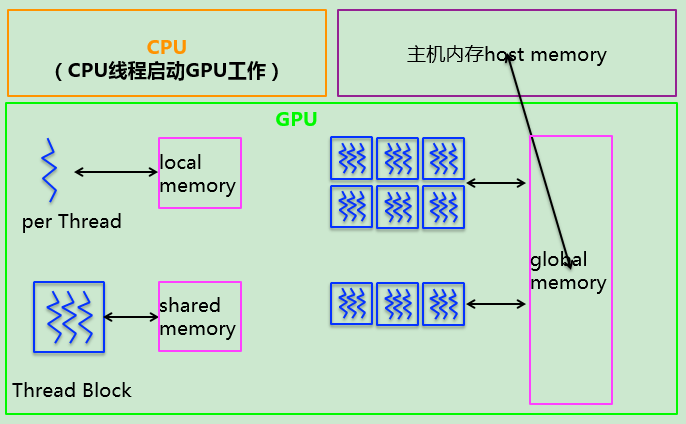 CPU
（CPU线程启动GPU工作）
主机内存host memory
GPU
local
memory
per Thread
shared
memory
Thread Block
global
memory